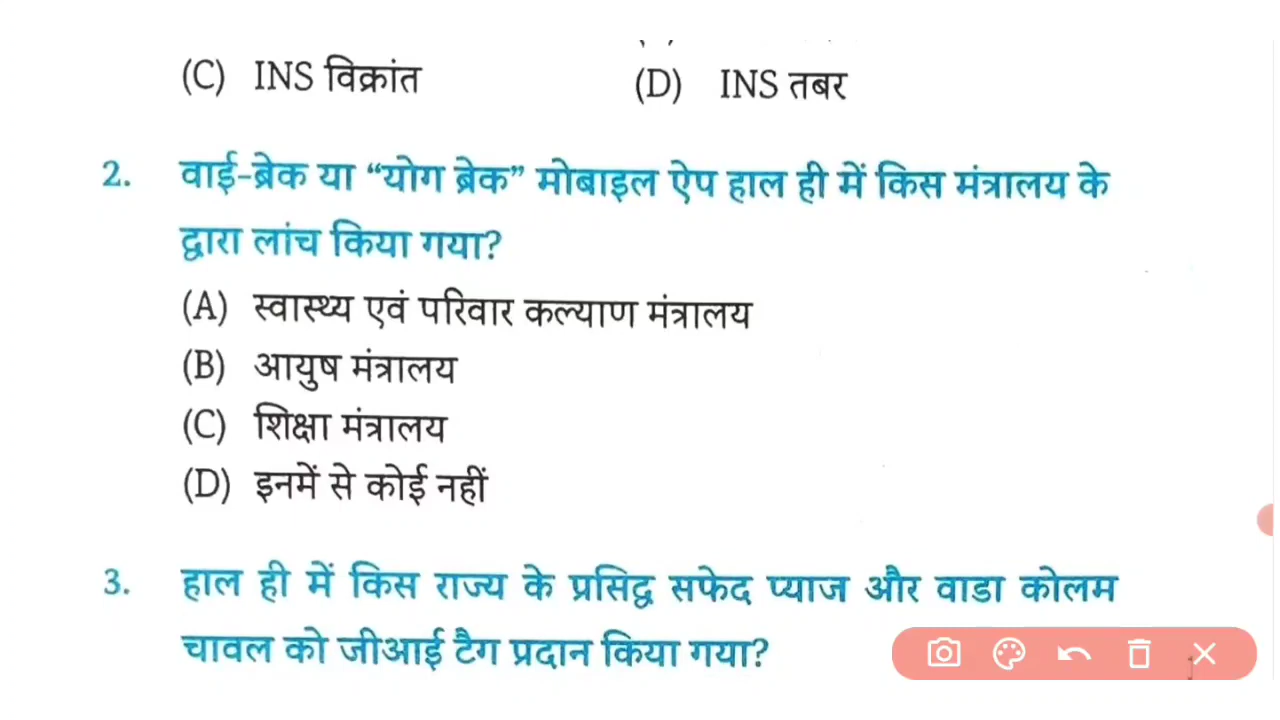 (C) INS विक्रांत (D) INS तबर
2. वाई-ब्रेक या “योग ब्रेक” मोबाइल ऐप हाल ही में किस मंत्रालय के
द्वारा लांच किया गया?
(A) स्वास्थ्य एवं परिवार कल्याण मंत्रालय
(B) आयुष मंत्रालय
(C) शिक्षा मंत्रालय
(D) इनमें से कोई नहीं
3. हाल ही में किस राज्य के प्रसिद्ध सफेद प्याज और वाडा कोलम
चावल को जीआई टैग प्रदान किया गया?